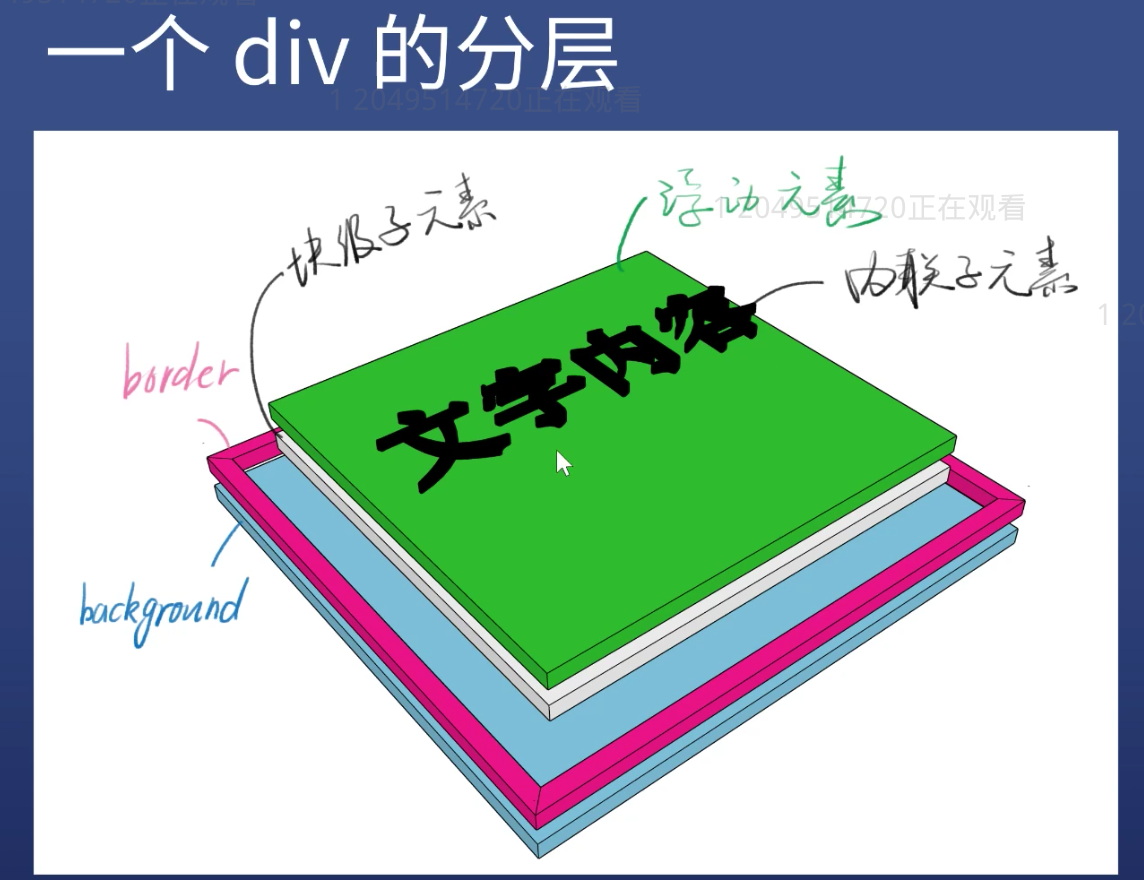 一个 div 的分层
1 2049514720正在观看
块级子元素
浮动元素
1 2049514720正在观看
内联子元素
1 2
border
文字内容
background